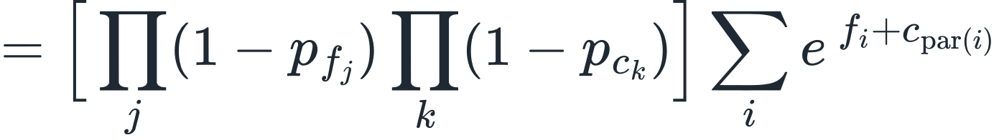 = [ ∏_j (1 − p_{f_j}) ∏_k (1 − p_{c_k}) ] ∑_i e^{f_i + c_{par(i)}}